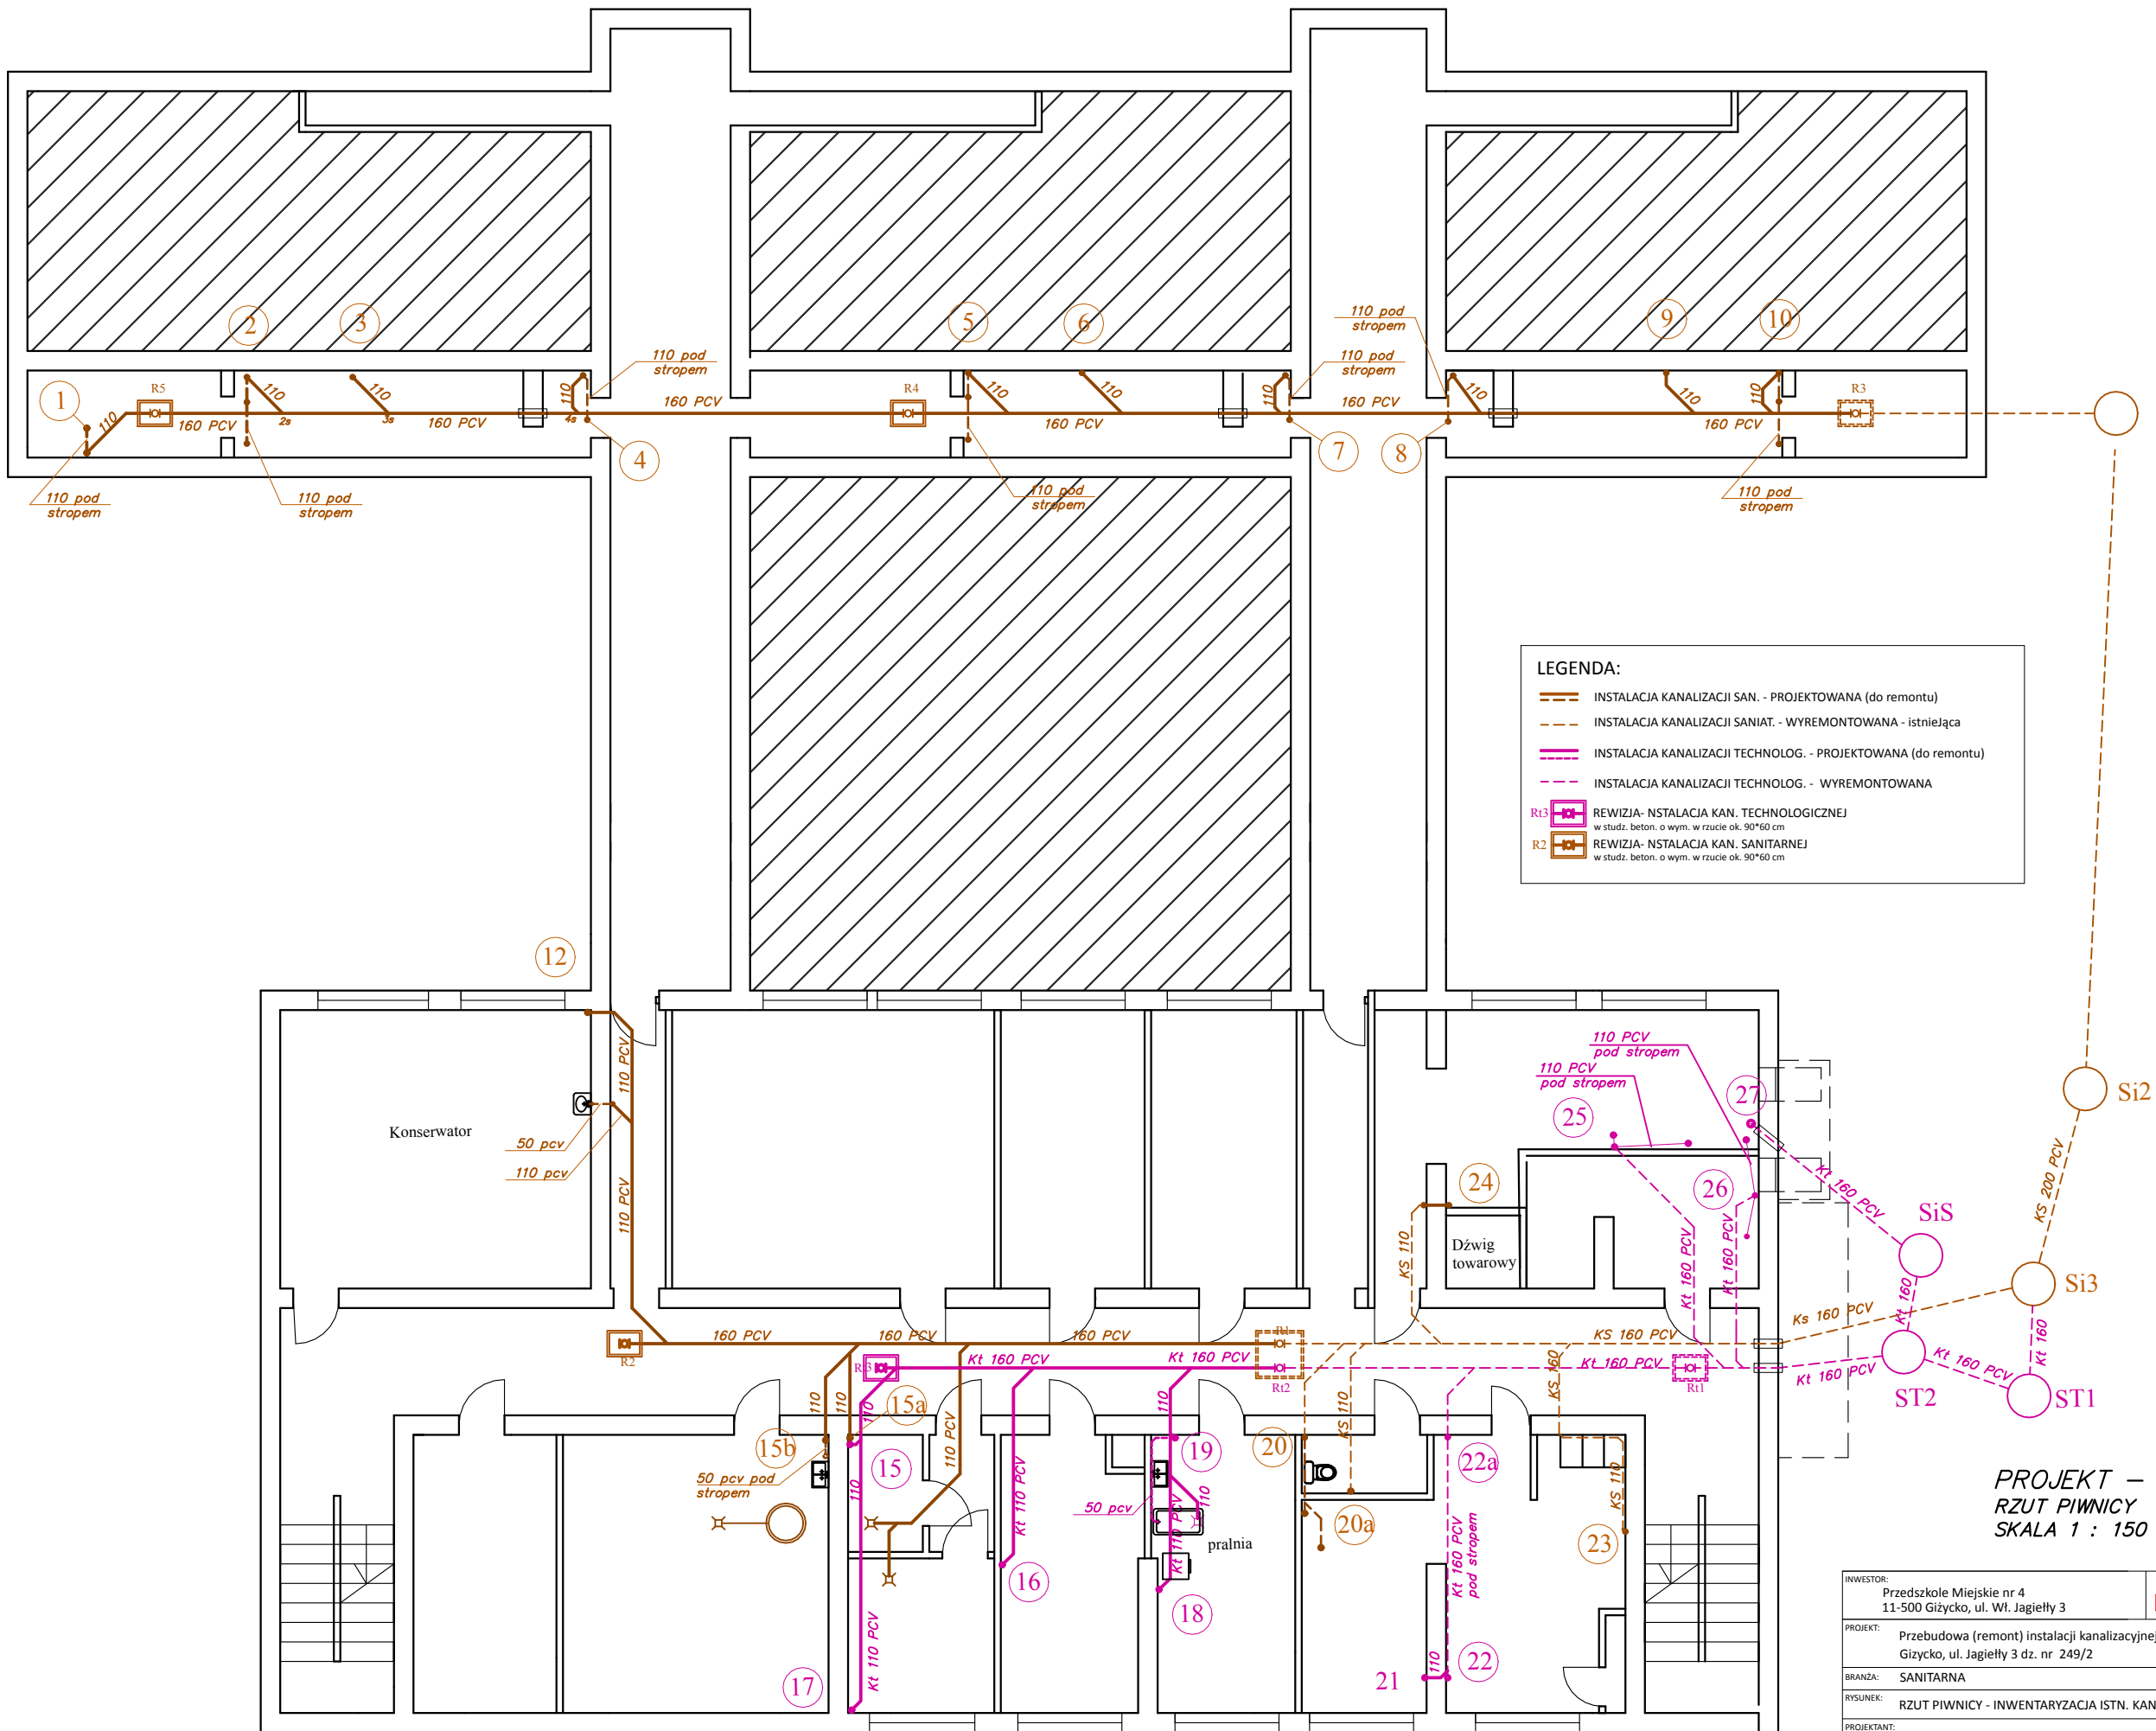 2
3
5
6
9
10
110 pod
stropem
110 pod
stropem
110 pod
stropem
1
R5
R4
R3
110
110
110
110
110
110
110
110
110
110
160 PCV
2s
3s
160 PCV
4s
160 PCV
160 PCV
160 PCV
160 PCV
4
7
8
110 pod
stropem
110 pod
stropem
110 pod
stropem
110 pod
stropem
LEGENDA:
INSTALACJA KANALIZACJI SAN. - PROJEKTOWANA (do remontu)
INSTALACJA KANALIZACJI SANIAT. - WYREMONTOWANA - istnieJąca
INSTALACJA KANALIZACJI TECHNOLOG. - PROJEKTOWANA (do remontu)
INSTALACJA KANALIZACJI TECHNOLOG. - WYREMONTOWANA
Rt3
REWIZJA- NSTALACJA KAN. TECHNOLOGICZNEJ
w studz. beton. o wym. w rzucie ok. 90*60 cm
R2
REWIZJA- NSTALACJA KAN. SANITARNEJ
w studz. beton. o wym. w rzucie ok. 90*60 cm
12
110 PCV
Konserwator
50 pcv
110 pcv
110 PCV
110 PCV
pod stropem
110 PCV
pod stropem
25
27
26
24
Dźwig
towarowy
KS 110
Kt 160 PCV
Kt 160 PCV
Kt 160 PCV
Si2
KS 200 PCV
SiS
Si3
Kt 160
Ks 160 PCV
Kt 160
ST2
Kt 160 PCV
ST1
Kt 160 PCV
R2
160 PCV
160 PCV
160 PCV
R1
KS 160 PCV
Rt3
Kt 160 PCV
Kt 160 PCV
Rt2
Kt 160 PCV
Rt1
KS 160
110
110
110
15a
110 PCV
KS 110
15b
15
19
20
22a
50 pcv pod
stropem
110
Kt 110 PCV
50 pcv
110
Kt 110 PCV
pralnia
20a
Kt 160 PCV
pod stropem
KS 110
23
16
18
17
Kt 110 PCV
21
110
22
PROJEKT –
RZUT PIWNICY
SKALA 1 : 150
INWESTOR:
Przedszkole Miejskie nr 4
11-500 Giżycko, ul. Wł. Jagiełły 3
PROJEKT:
Przebudowa (remont) instalacji kanalizacyjnej
Giżycko, ul. Jagiełły 3 dz. nr 249/2
BRANŻA:
SANITARNA
RYSUNEK:
RZUT PIWNICY - INWENTARYZACJA ISTN. KAN
PROJEKTANT: